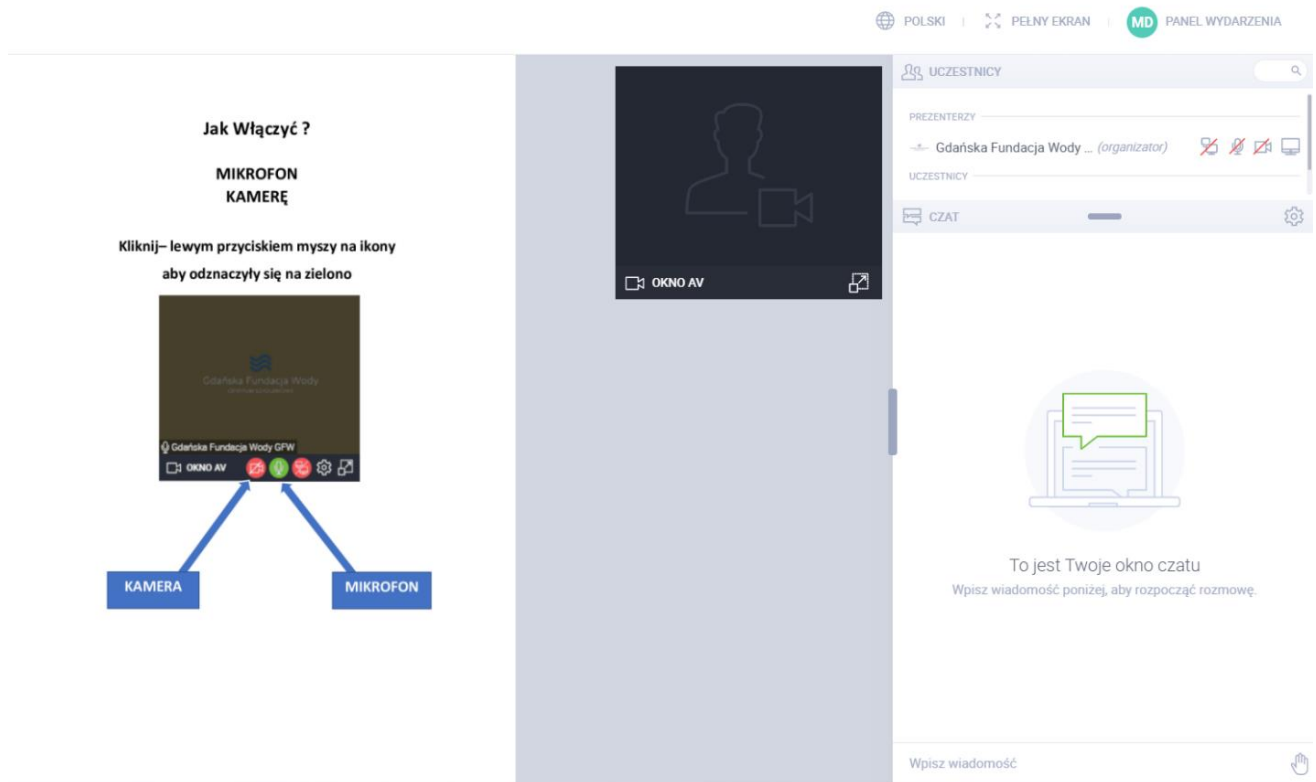 POLSKI
PEŁNY EKRAN
MD
PANEL WYDARZENIA
Jak Włączyć ?
MIKROFON
KAMERĘ
Kliknij– lewym przyciskiem myszy na ikony
aby odznaczyły się na zielono
Gdańska Fundacja Wody
Gdańska Fundacja Wody GFW
OKNO AV
KAMERA
MIKROFON
OKNO AV
UCZESTNICY
PREZENTERZY
Gdańska Fundacja Wody ... (organizator)
UCZESTNICY
CZAT
To jest Twoje okno czatu
Wpisz wiadomość poniżej, aby rozpocząć rozmowę.
Wpisz wiadomość